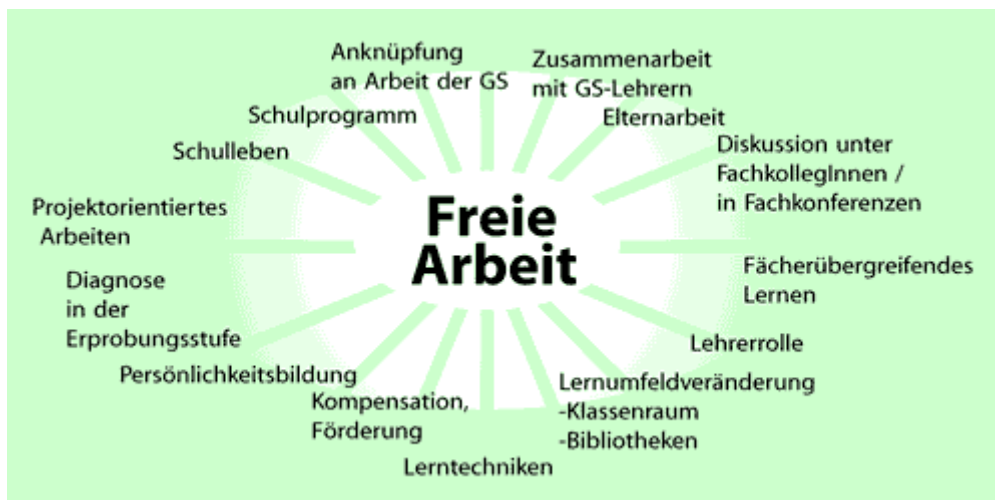 Anknüpfung
an Arbeit der GS
Zusammenarbeit
mit GS-Lehrern
Schulprogramm
Elternarbeit
Schulleben
Diskussion unter
FachkollegInnen /
in Fachkonferenzen
Projektorientiertes
Arbeiten
Freie
Arbeit
Fächerübergreifendes
Lernen
Diagnose
in der
Erprobungsstufe
Lehrerrolle
Persönlichkeitsbildung
Lernumfeldveränderung
-Klassenraum
-Bibliotheken
Kompensation,
Förderung
Lerntechniken